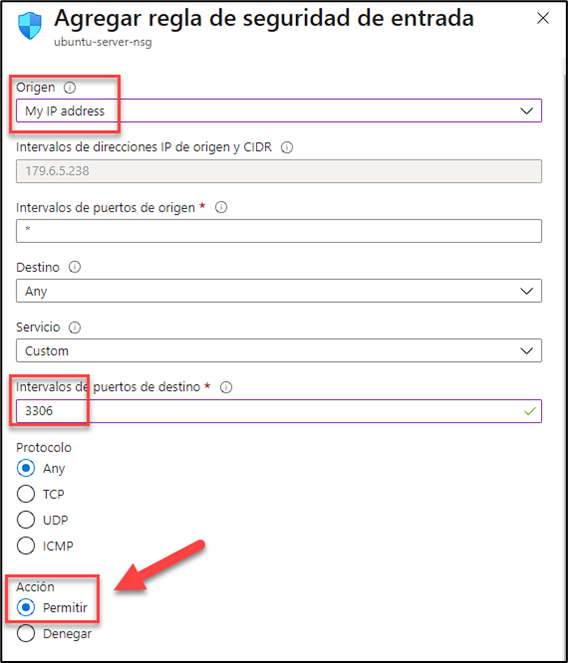 Agregar regla de seguridad de entrada
ubuntu-server-nsg
Origen
My IP address
Intervalos de direcciones IP de origen y CIDR
179.6.5.238
Intervalos de puertos de origen *
*
Destino
Any
Servicio
Custom
Intervalos de puertos de destino *
3306
Protocolo
Any
TCP
UDP
ICMP
Acción
Permitir
Denegar